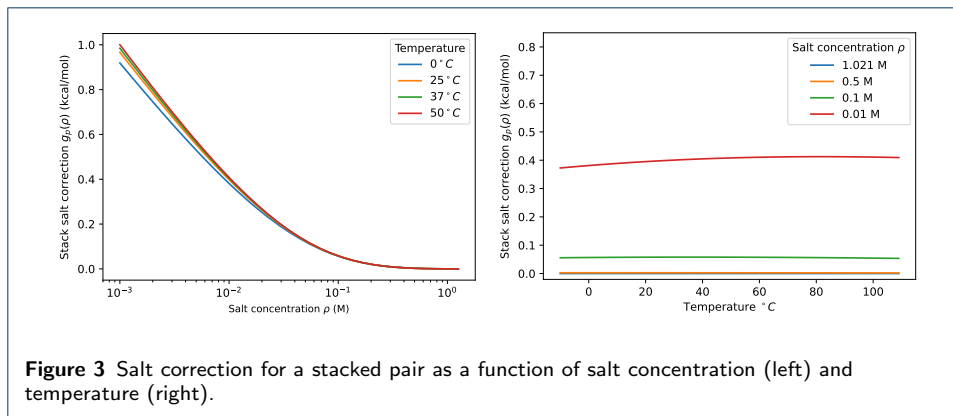 Stack salt correction gₚ(ρ) (kcal/mol)
1.0
0.8
0.6
0.4
0.2
0.0
10⁻³
10⁻²
10⁻¹
10⁰
Salt concentration ρ (M)
Temperature
0°C
25°C
37°C
50°C
Stack salt correction gₚ(ρ) (kcal/mol)
0.8
0.7
0.6
0.5
0.4
0.3
0.2
0.1
0.0
0
20
40
60
80
100
Temperature °C
Salt concentration ρ
1.021 M
0.5 M
0.1 M
0.01 M
Figure 3 Salt correction for a stacked pair as a function of salt concentration (left) and
temperature (right).